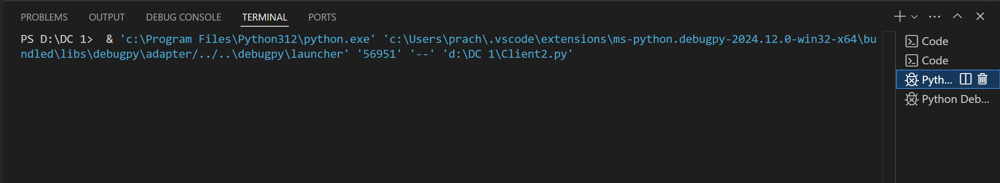 PROBLEMS OUTPUT DEBUG CONSOLE TERMINAL PORTS
PS D:\DC 1>  & 'c:\Program Files\Python312\python.exe' 'c:\Users\prach\.vscode\extensions\ms-python.debugpy-2024.12.0-win32-x64\bu
ndled\libs\debugpy\adapter/../..\debugpy\launcher' '56951' '--' 'd:\DC 1\Client2.py'
Code
Code
Pyth...
Python Deb...